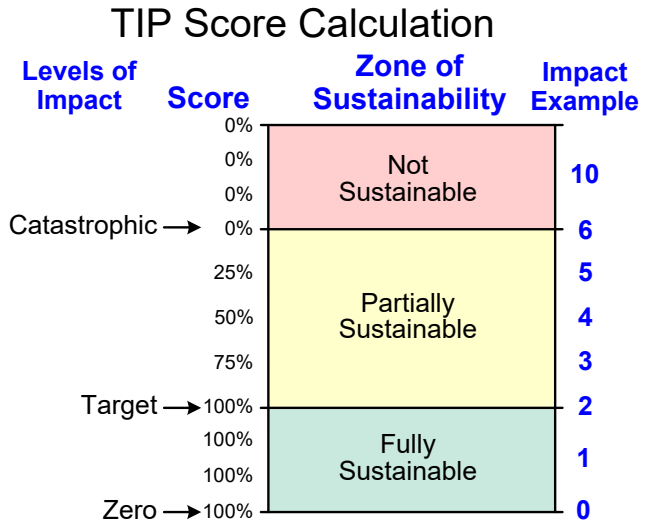 TIP Score Calculation
Levels of
Impact
Score
Zone of
Sustainability
Impact
Example
0%
0%
Not
Sustainable
10
0%
Catastrophic
0%
6
25%
5
50%
Partially
Sustainable
4
75%
3
Target
100%
2
100%
Fully
Sustainable
1
100%
Zero
100%
0